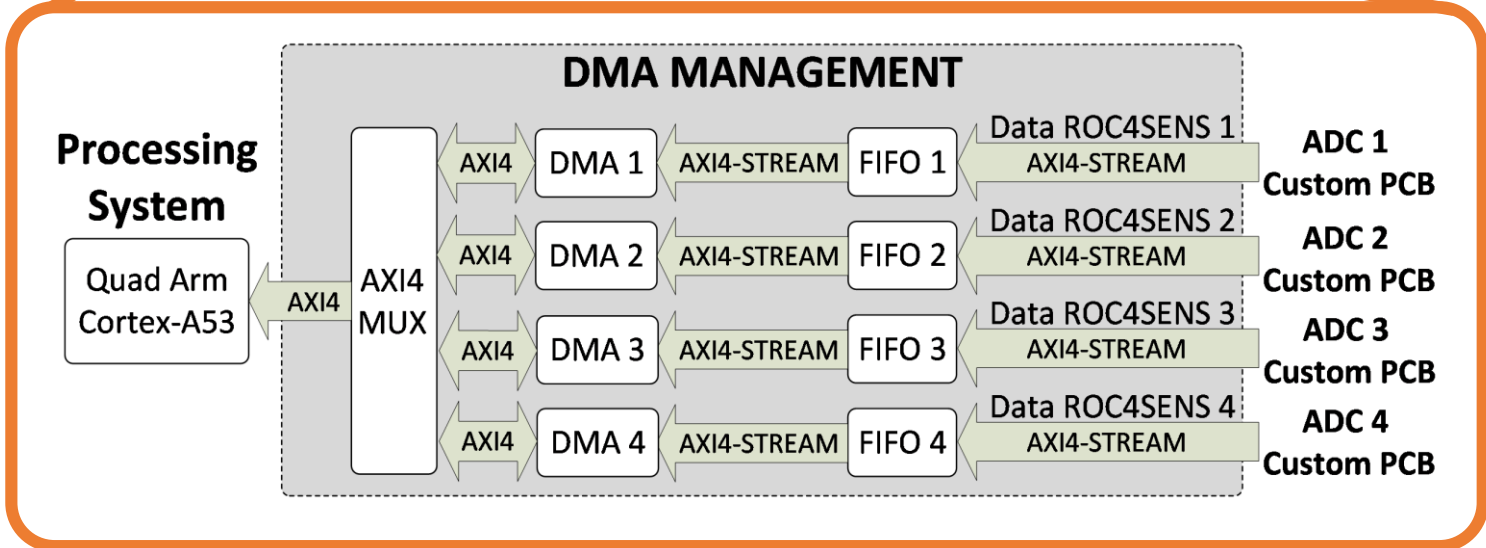 DMA MANAGEMENT
Processing
System
Quad Arm
Cortex-A53
AXI4
AXI4
MUX
AXI4
DMA 1
AXI4-STREAM
FIFO 1
Data ROC4SENS 1
AXI4-STREAM
ADC 1
Custom PCB
AXI4
DMA 2
AXI4-STREAM
FIFO 2
Data ROC4SENS 2
AXI4-STREAM
ADC 2
Custom PCB
AXI4
DMA 3
AXI4-STREAM
FIFO 3
Data ROC4SENS 3
AXI4-STREAM
ADC 3
Custom PCB
AXI4
DMA 4
AXI4-STREAM
FIFO 4
Data ROC4SENS 4
AXI4-STREAM
ADC 4
Custom PCB